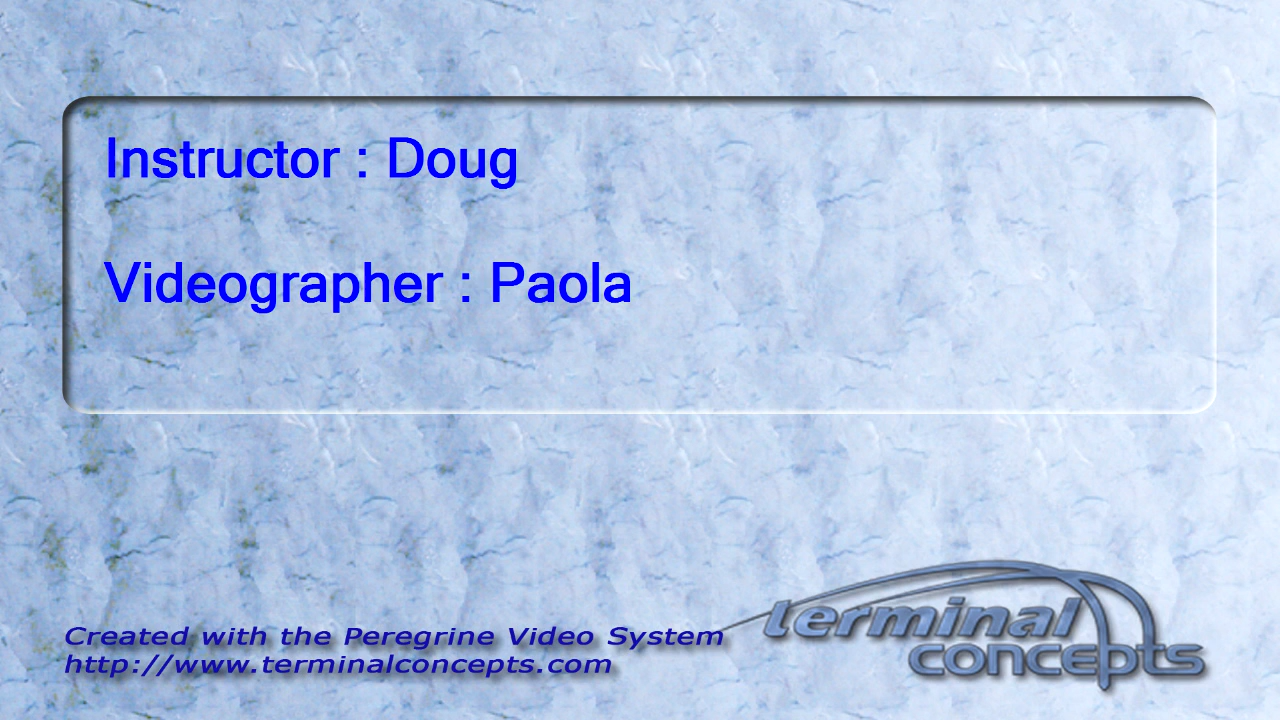 Instructor : Doug
Videographer : Paola
Created with the Peregrine Video System
http://www.terminalconcepts.com
terminal
concepts